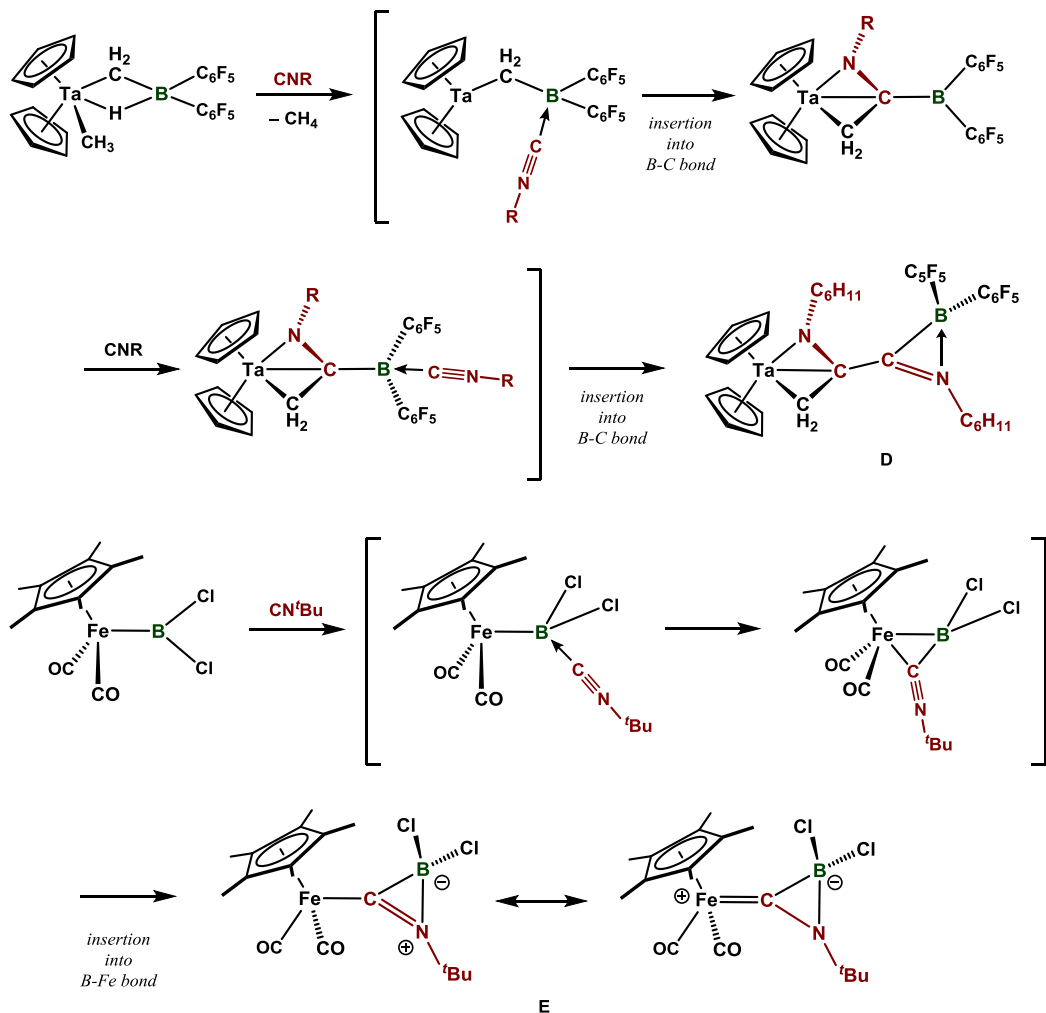 H2
C
C6F5
C6F5
Ta
H
B
CH3
CNR
– CH4
H2
C
Ta
B
C6F5
C6F5
C
N
R
insertion
into
B-C bond
R
N
Ta
C
B
C6F5
C6F5
C
H2
CNR
R
N
Ta
C
B
C6F5
C6F5
C
N
R
C
H2
insertion
into
B-C bond
C6H11
N
Ta
C
C
H2
C
B
C5F5
C6F5
N
C6H11
D
Fe
B
Cl
Cl
OC
CO
CNtBu
Fe
B
Cl
Cl
OC
CO
C
N
tBu
Fe
B
Cl
Cl
OC
OC
C
N
tBu
insertion
into
B-Fe bond
Fe
C
B
Cl
Cl
−
N
+
OC
CO
tBu
+
Fe
C
B
Cl
Cl
−
N
OC
CO
tBu
E